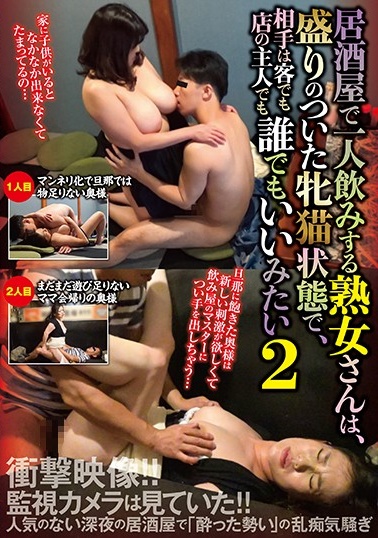 居酒屋で一人飲みする熟女さんは、
盛りのついた牝猫状態で、
相手は客でも
店の主人でも
誰でもいいみたい2
家に子供がいると
なかなか出来なくて
たまってるの…
1人目
マンネリ化で旦那では
物足りない奥様
2人目
まだまだ遊び足りない
ママ会帰りの奥様
旦那に飽きた奥様は
新しい刺激が欲しくて
飲み屋のマスターに
つい手を出しちゃう…
衝撃映像!!
監視カメラは見ていた!!
人気のない深夜の居酒屋で「酔った勢い」の乱痴気騒ぎ